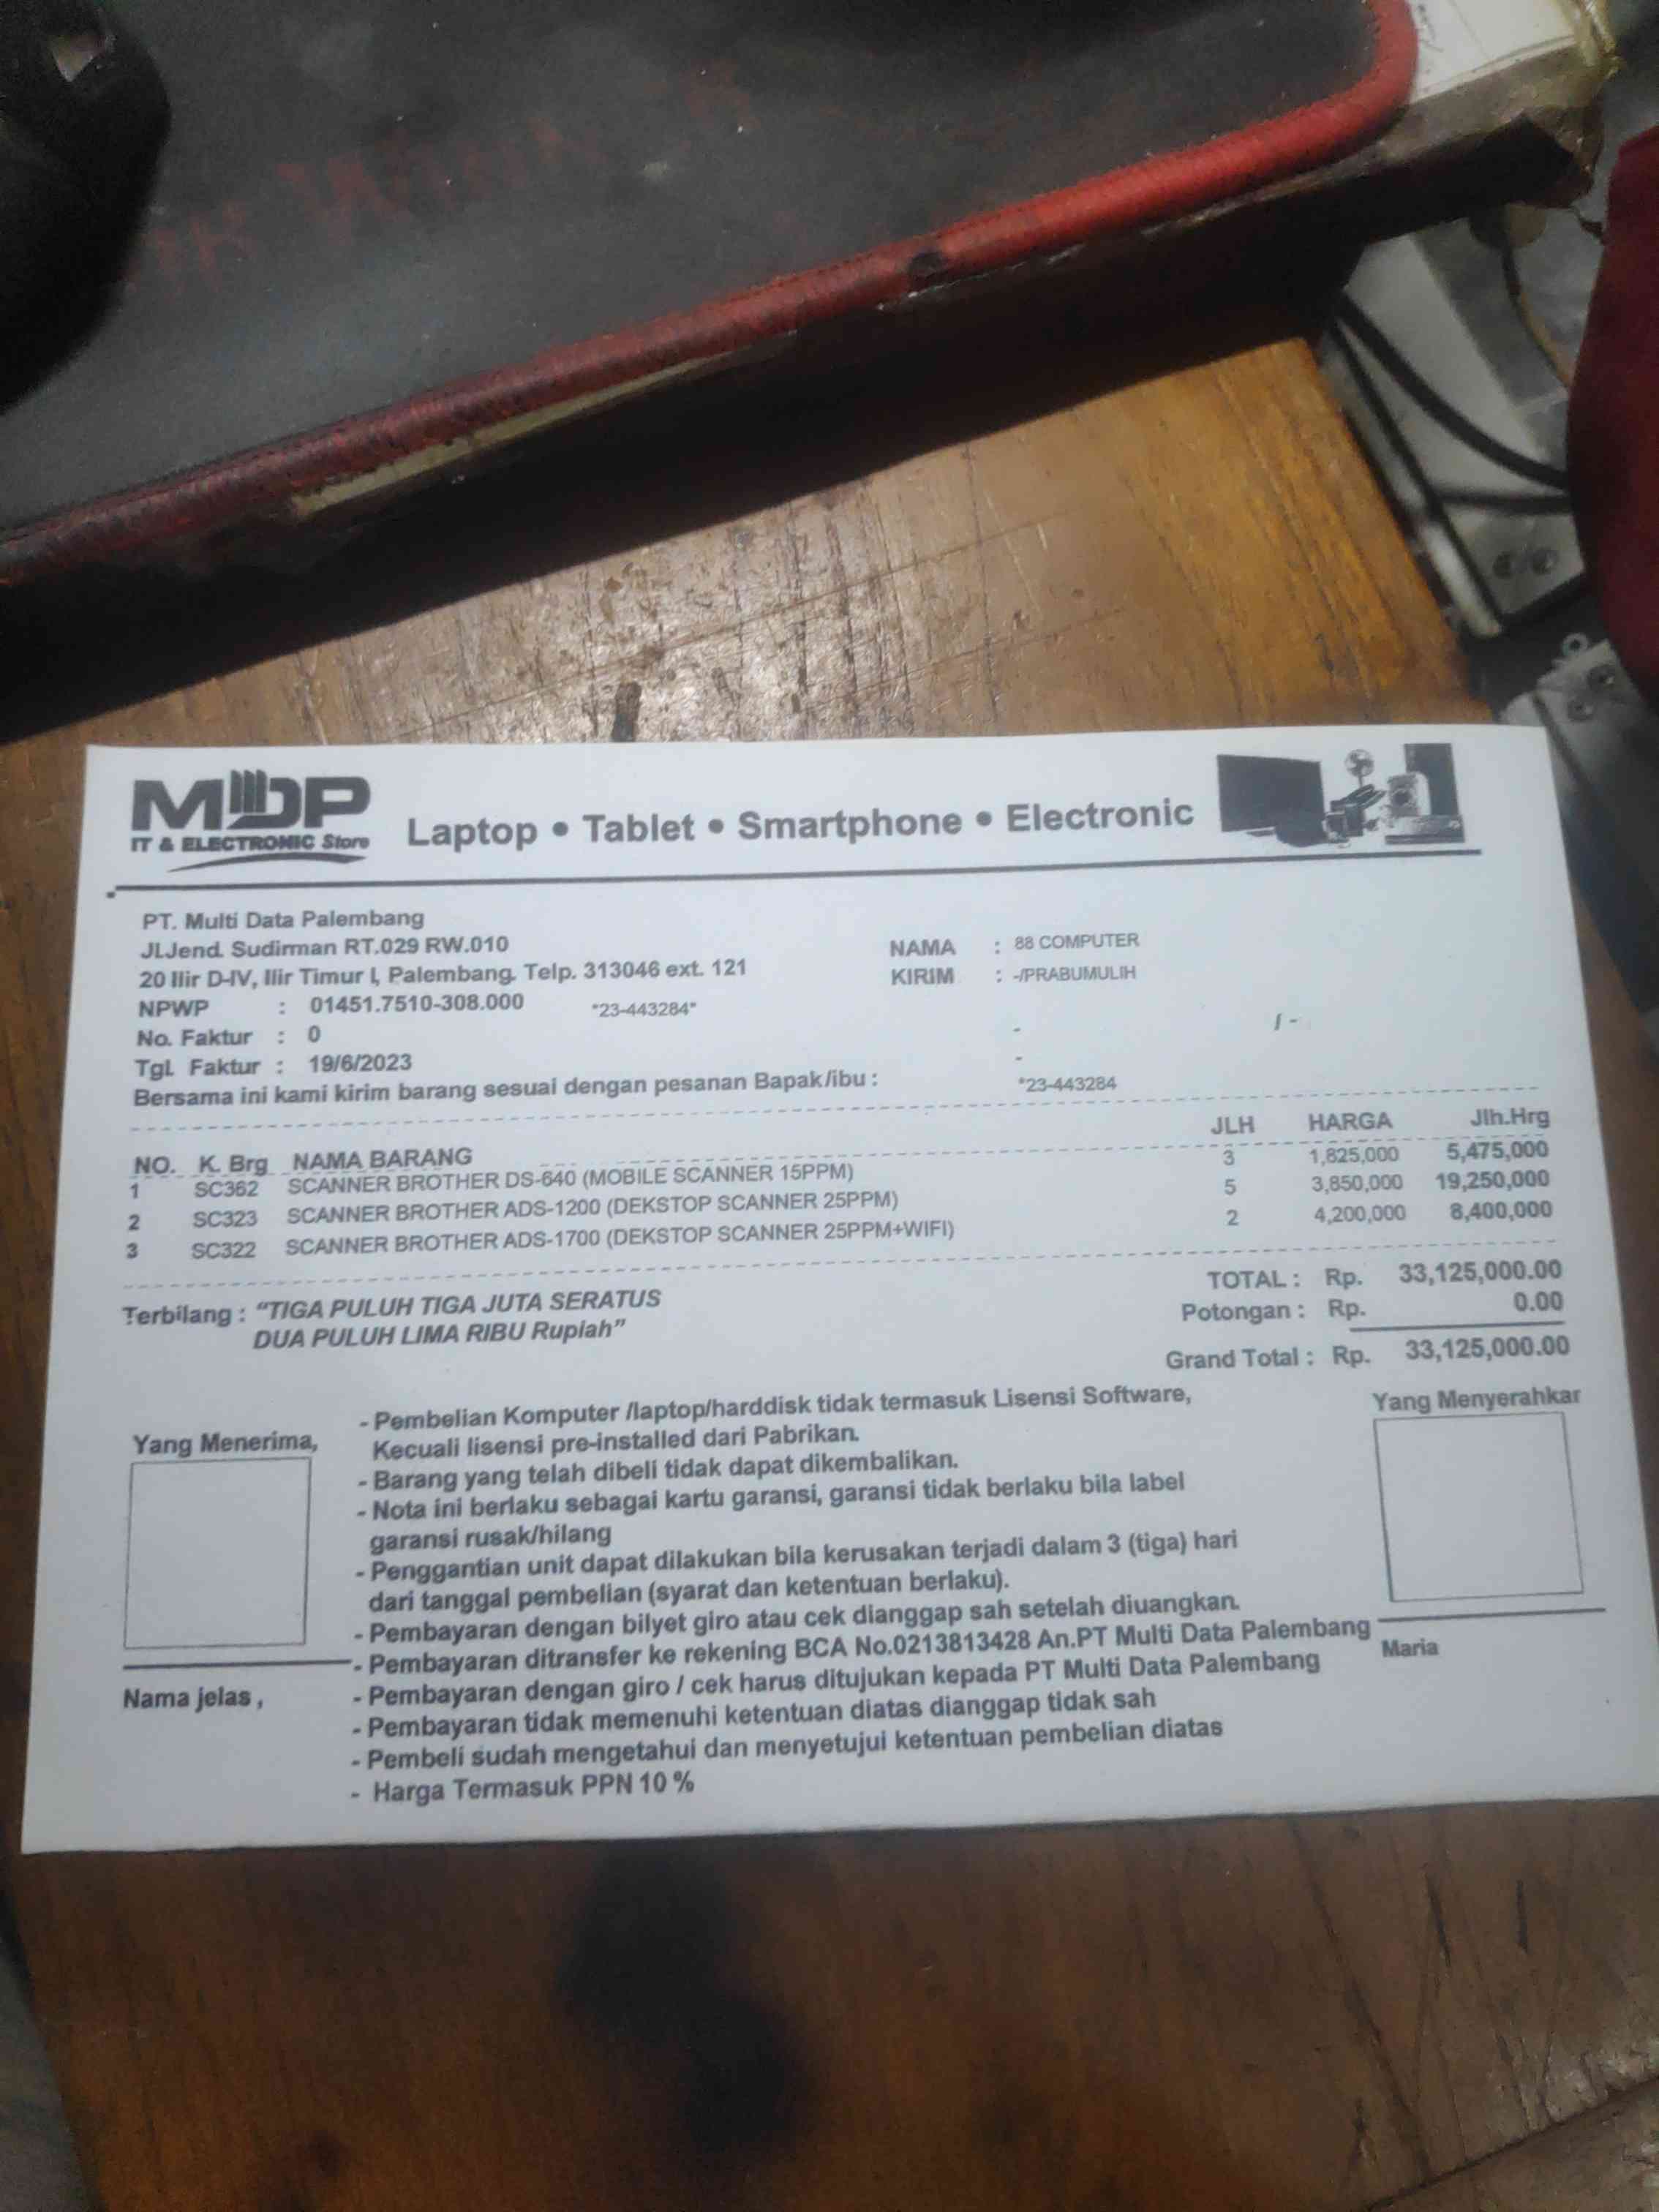 MDP
IT & ELECTRONIC Store
Laptop • Tablet • Smartphone • Electronic
PT. Multi Data Palembang
Jl.Jend. Sudirman RT.029 RW.010
20 Ilir D-IV, Ilir Timur I, Palembang. Telp. 313046 ext. 121
NPWP : 01451.7510-308.000 *23-443284*
No. Faktur : 0
Tgl. Faktur : 19/6/2023
Bersama ini kami kirim barang sesuai dengan pesanan Bapak/ibu :
NAMA : 88 COMPUTER
KIRIM : -/PRABUMULIH
- / -
-
*23-443284
NO. K. Brg NAMA BARANG JLH HARGA Jlh.Hrg
1 SC362 SCANNER BROTHER DS-640 (MOBILE SCANNER 15PPM) 3 1,825,000 5,475,000
2 SC323 SCANNER BROTHER ADS-1200 (DEKSTOP SCANNER 25PPM) 5 3,850,000 19,250,000
3 SC322 SCANNER BROTHER ADS-1700 (DEKSTOP SCANNER 25PPM+WIFI) 2 4,200,000 8,400,000
Terbilang : "TIGA PULUH TIGA JUTA SERATUS
DUA PULUH LIMA RIBU Rupiah"
TOTAL : Rp. 33,125,000.00
Potongan : Rp. 0.00
Grand Total : Rp. 33,125,000.00
Yang Menerima,
Nama jelas ,
- Pembelian Komputer /laptop/harddisk tidak termasuk Lisensi Software,
Kecuali lisensi pre-installed dari Pabrikan.
- Barang yang telah dibeli tidak dapat dikembalikan.
- Nota ini berlaku sebagai kartu garansi, garansi tidak berlaku bila label
garansi rusak/hilang
- Penggantian unit dapat dilakukan bila kerusakan terjadi dalam 3 (tiga) hari
dari tanggal pembelian (syarat dan ketentuan berlaku).
- Pembayaran dengan bilyet giro atau cek dianggap sah setelah diuangkan.
- Pembayaran ditransfer ke rekening BCA No.0213813428 An.PT Multi Data Palembang
- Pembayaran dengan giro / cek harus ditujukan kepada PT Multi Data Palembang
- Pembayaran tidak memenuhi ketentuan diatas dianggap tidak sah
- Pembeli sudah mengetahui dan menyetujui ketentuan pembelian diatas
- Harga Termasuk PPN 10 %
Yang Menyerahkar
Maria